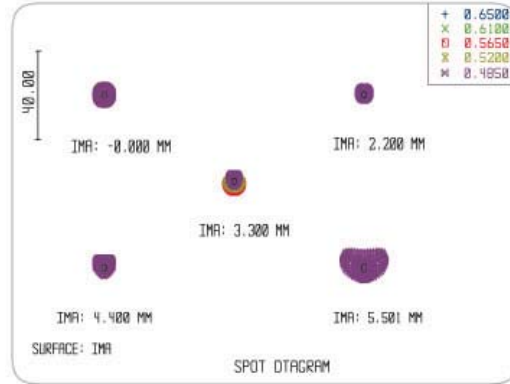 + 0.6500
× 0.6100
0.5650
0.5200
0.4850
40.00
IMA: -0.000 MM
IMA: 2.200 MM
IMA: 3.300 MM
IMA: 4.400 MM
IMA: 5.501 MM
SURFACE: IMA
SPOT DTAGRAM